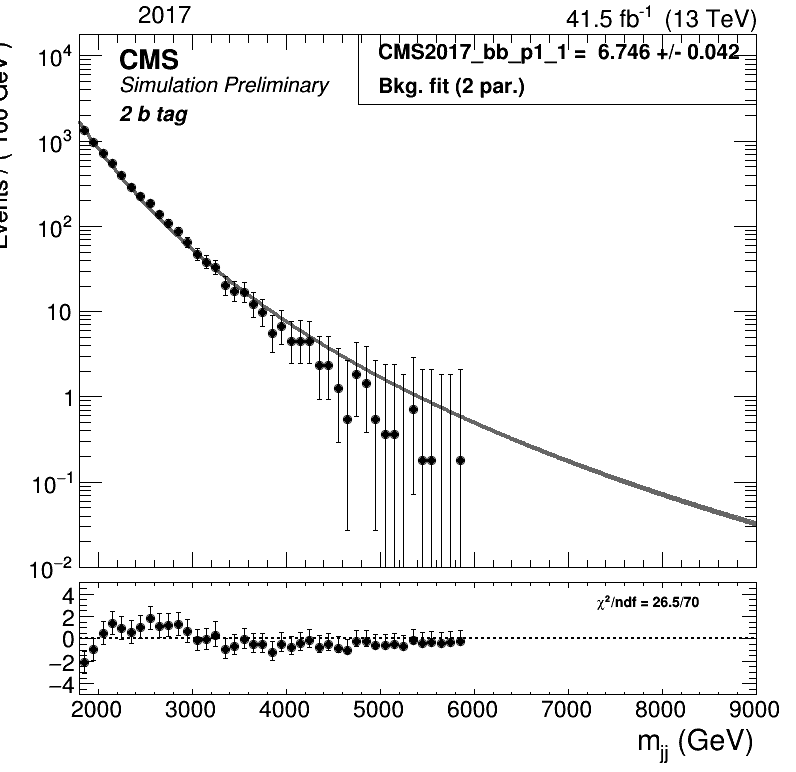 2017
41.5 fb⁻¹ (13 TeV)
CMS
Simulation Preliminary
2 b tag
CMS2017_bb_p1_1 = 6.746 +/- 0.042
Bkg. fit (2 par.)
10⁴
10³
10²
10
1
10⁻¹
10⁻²
χ²/ndf = 26.5/70
4
2
0
−2
−4
2000 3000 4000 5000 6000 7000 8000 9000
m_jj (GeV)